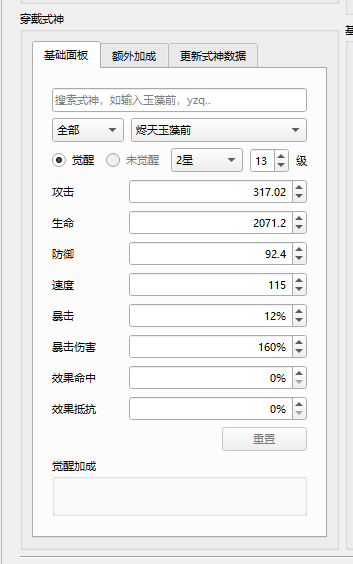 穿戴式神
基础面板 额外加成 更新式神数据
搜索式神，如输入玉藻前，yzq..
全部 烬天玉藻前
觉醒 未觉醒 2星 13 级
攻击 317.02
生命 2071.2
防御 92.4
速度 115
暴击 12%
暴击伤害 160%
效果命中 0%
效果抵抗 0%
重置
觉醒加成